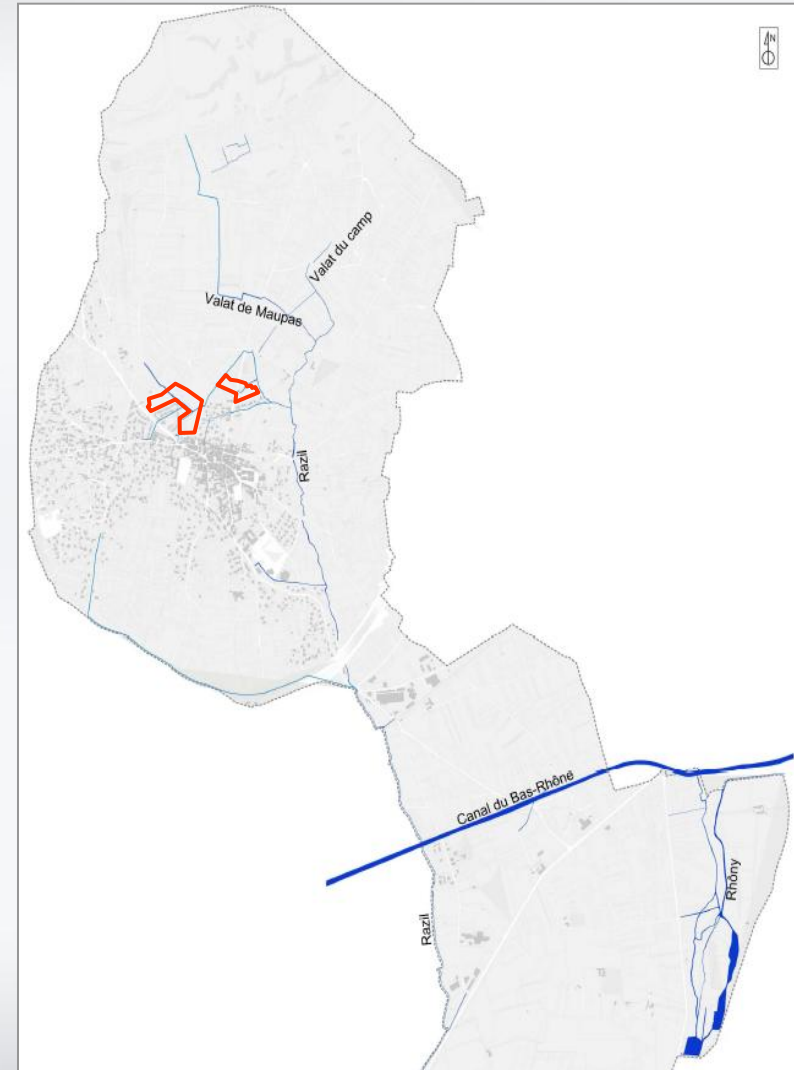 N
Valat du camp
Valat de Maupas
Razil
Canal du Bas-Rhône
Rhôny
Razil